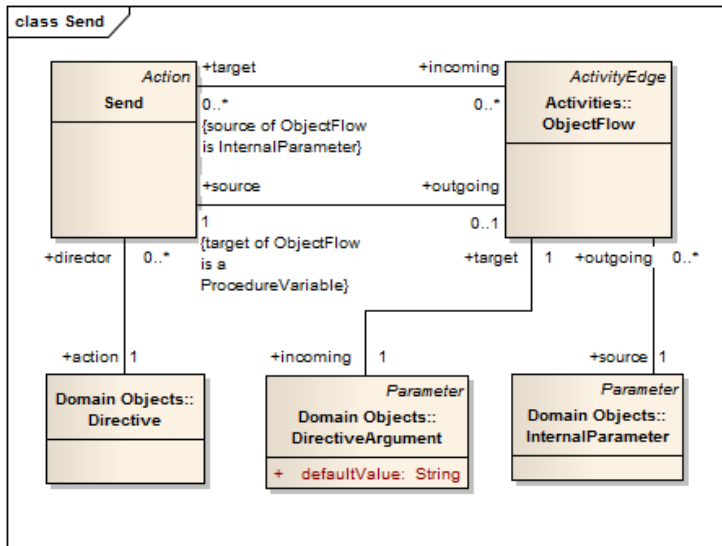 class Send
Action
Send
+target
+incoming
0..*
0..*
{source of ObjectFlow
is InternalParameter}
+source
+outgoing
1
0..1
{target of ObjectFlow
is a
ProcedureVariable}
ActivityEdge
Activities::
ObjectFlow
+director
0..*
+target
1
+outgoing
0..*
+action
1
+incoming
1
+source
1
Domain Objects::
Directive
Parameter
Domain Objects::
DirectiveArgument
+ defaultValue: String
Parameter
Domain Objects::
InternalParameter